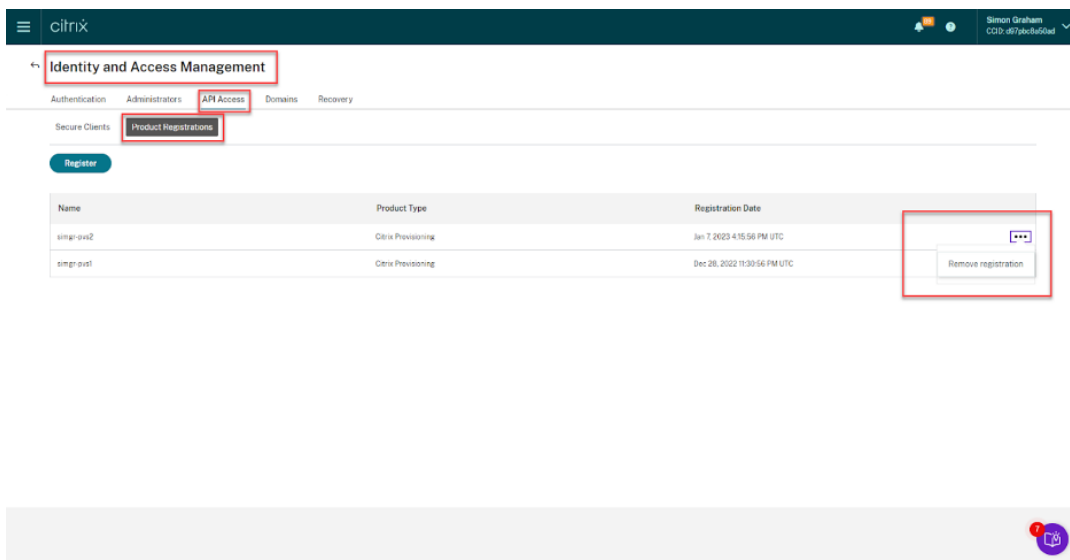 citrix
Simon Graham
CCID: d97pbc8a50ad
Identity and Access Management
Authentication Administrators API Access Domains Recovery
Secure Clients Product Registrations
Register
Name Product Type Registration Date
simgr-pvs2 Citrix Provisioning Jan 7, 2023 4:15:56 PM UTC
simgr-pvs1 Citrix Provisioning Dec 28, 2022 11:30:56 PM UTC
Remove registration
7